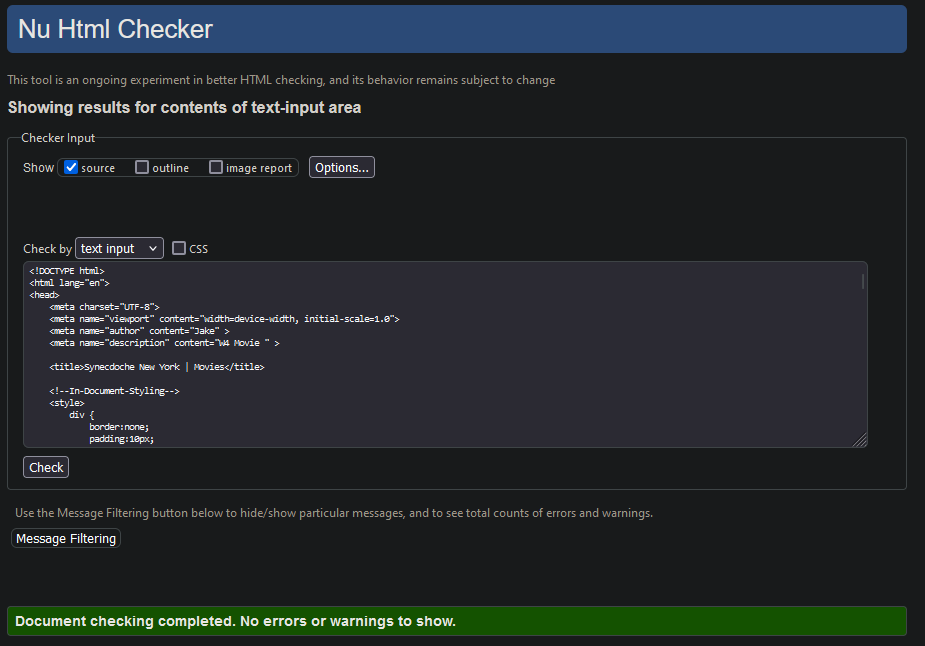 Nu Html Checker
This tool is an ongoing experiment in better HTML checking, and its behavior remains subject to change
Showing results for contents of text-input area
Checker Input
Show source outline image report Options...
Check by text input CSS
<!DOCTYPE html>
<html lang="en">
<head>
    <meta charset="UTF-8">
    <meta name="viewport" content="width=device-width, initial-scale=1.0">
    <meta name="author" content="Jake" >
    <meta name="description" content="W4 Movie " >
    <title>Synecdoche New York | Movies</title>
    <!--In-Document-Styling-->
    <style>
        div {
            border:none;
            padding:10px;
Check
Use the Message Filtering button below to hide/show particular messages, and to see total counts of errors and warnings.
Message Filtering
Document checking completed. No errors or warnings to show.